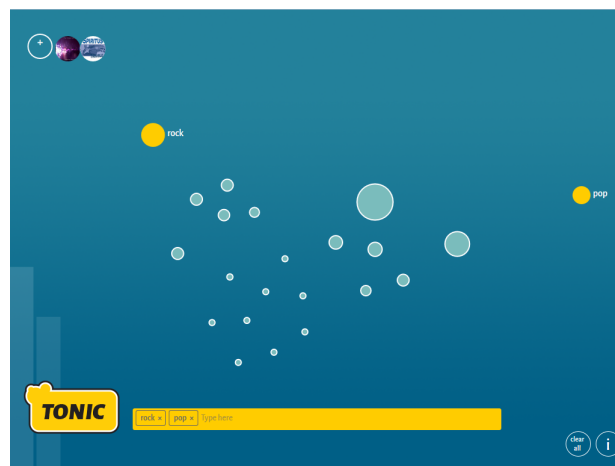 +
rock
pop
TONIC
rock × pop × Type here
clear
all
i